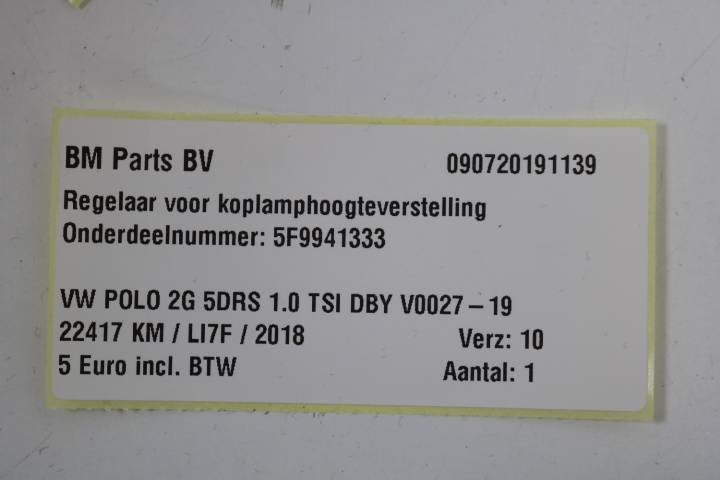 BM Parts BV 090720191139
Regelaar voor koplamphoogteverstelling
Onderdeelnummer: 5F9941333
VW POLO 2G 5DRS 1.0 TSI DBY V0027 – 19
22417 KM / LI7F / 2018 Verz: 10
5 Euro incl. BTW Aantal: 1